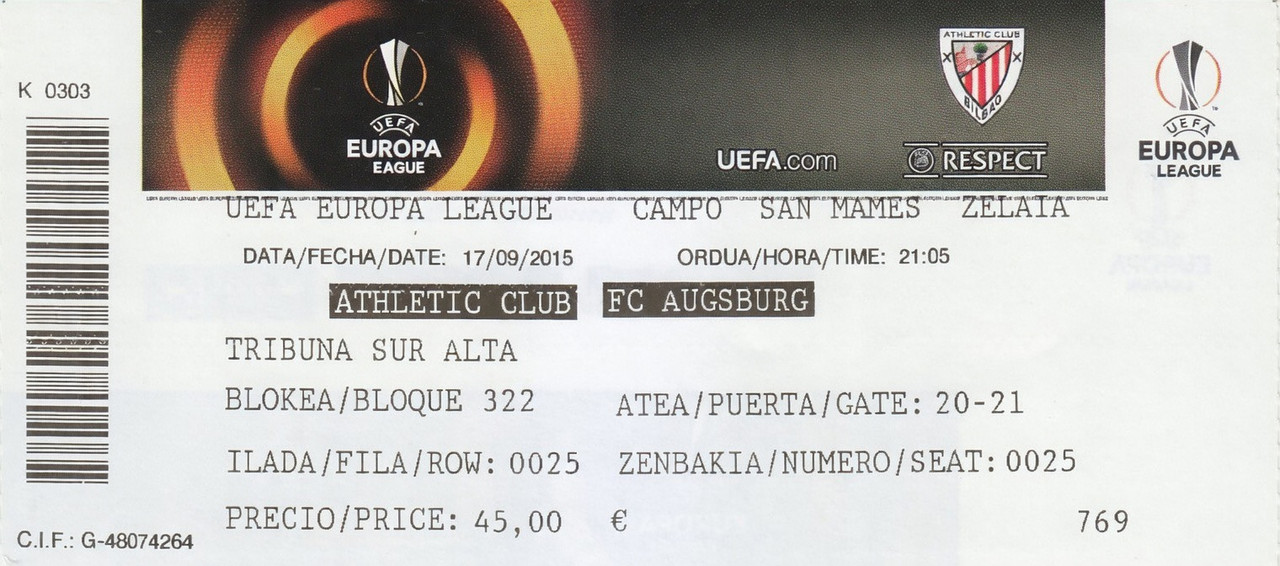 K 0303
UEFA
EUROPA
LEAGUE
ATHLETIC CLUB
BILBAO
UEFA.com
RESPECT
UEFA
EUROPA
LEAGUE
UEFA EUROPA LEAGUE CAMPO SAN MAMES ZELAIA
DATA/FECHA/DATE: 17/09/2015 ORDUA/HORA/TIME: 21:05
ATHLETIC CLUB FC AUGSBURG
TRIBUNA SUR ALTA
BLOKEA/BLOQUE 322 ATEA/PUERTA/GATE: 20-21
ILADA/FILA/ROW: 0025 ZENBAKIA/NUMERO/SEAT: 0025
PRECIO/PRICE: 45,00 € 769
C.I.F.: G-48074264